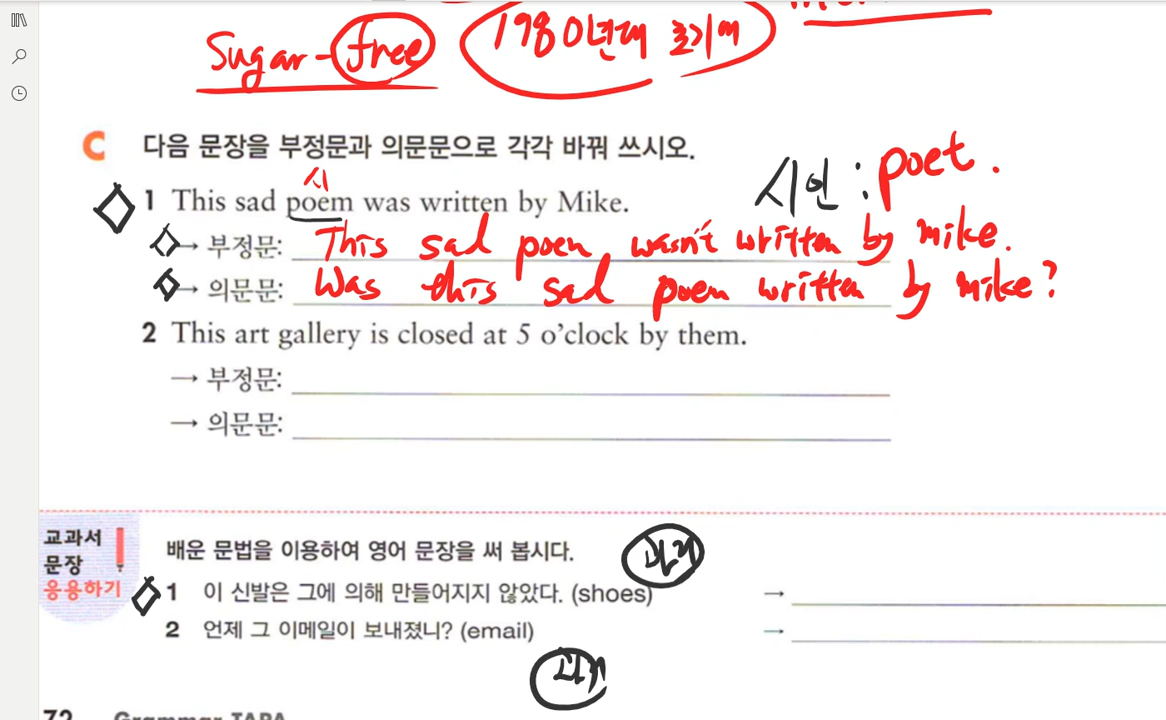 Sugar-free 1980년대 초기에
C 다음 문장을 부정문과 의문문으로 각각 바꿔 쓰시오.
시
시인 : poet.
1 This sad poem was written by Mike.
→ 부정문: This sad poem wasn't written by mike.
→ 의문문: Was this sad poem written by mike?
2 This art gallery is closed at 5 o'clock by them.
→ 부정문:
→ 의문문:
교과서
문장
응용하기
배운 문법을 이용하여 영어 문장을 써 봅시다.
과거
1 이 신발은 그에 의해 만들어지지 않았다. (shoes) →
2 언제 그 이메일이 보내졌니? (email) →
과거
72 Grammar TAPA